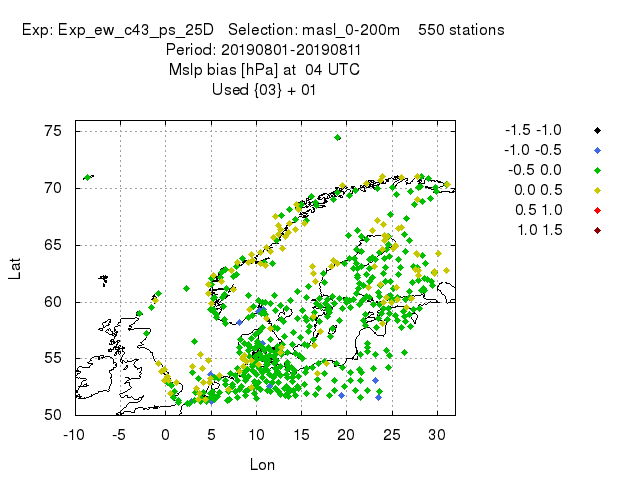 Exp: Exp_ew_c43_ps_25D   Selection: masl_0-200m    550 stations
Period: 20190801-20190811
Mslp bias [hPa] at  04 UTC
Used {03} + 01
-1.5 -1.0
-1.0 -0.5
-0.5 0.0
0.0 0.5
0.5 1.0
1.0 1.5
75
70
65
60
55
50
Lat
-10 -5 0 5 10 15 20 25 30
Lon